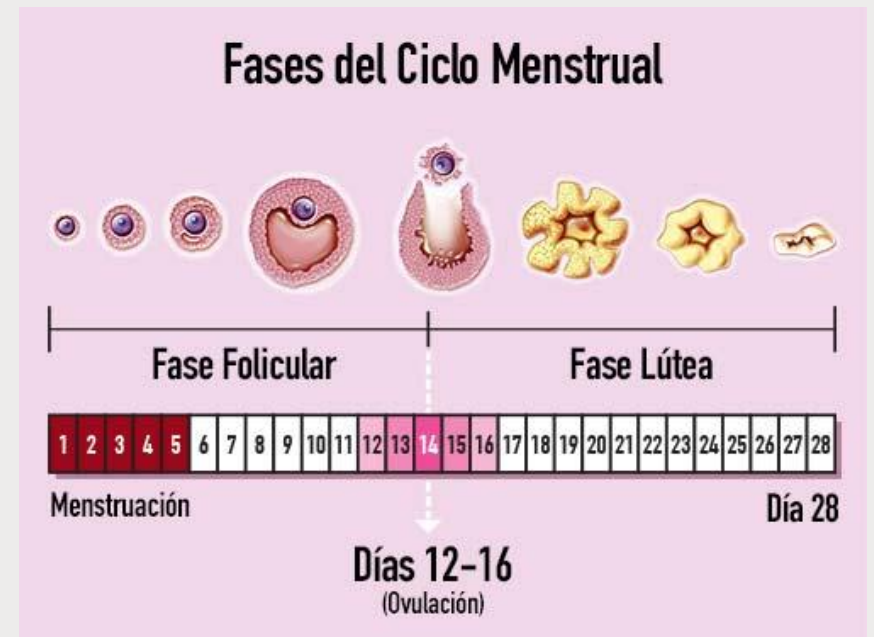 Fases del Ciclo Menstrual
Fase Folicular
Fase Lútea
1 2 3 4 5 6 7 8 9 10 11 12 13 14 15 16 17 18 19 20 21 22 23 24 25 26 27 28
Menstruación
Día 28
Días 12-16
(Ovulación)